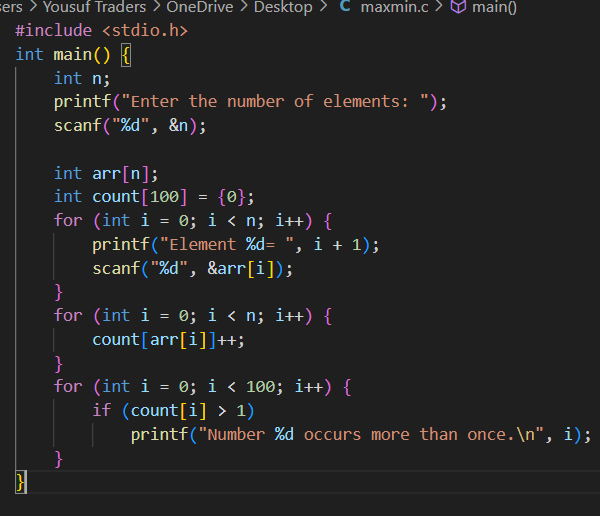 sers > Yousuf Traders > OneDrive > Desktop > C maxmin.c > main()
#include <stdio.h>
int main() {
    int n;
    printf("Enter the number of elements: ");
    scanf("%d", &n);

    int arr[n];
    int count[100] = {0};
    for (int i = 0; i < n; i++) {
        printf("Element %d= ", i + 1);
        scanf("%d", &arr[i]);
    }
    for (int i = 0; i < n; i++) {
        count[arr[i]]++;
    }
    for (int i = 0; i < 100; i++) {
        if (count[i] > 1)
            printf("Number %d occurs more than once.\n", i);
    }
}